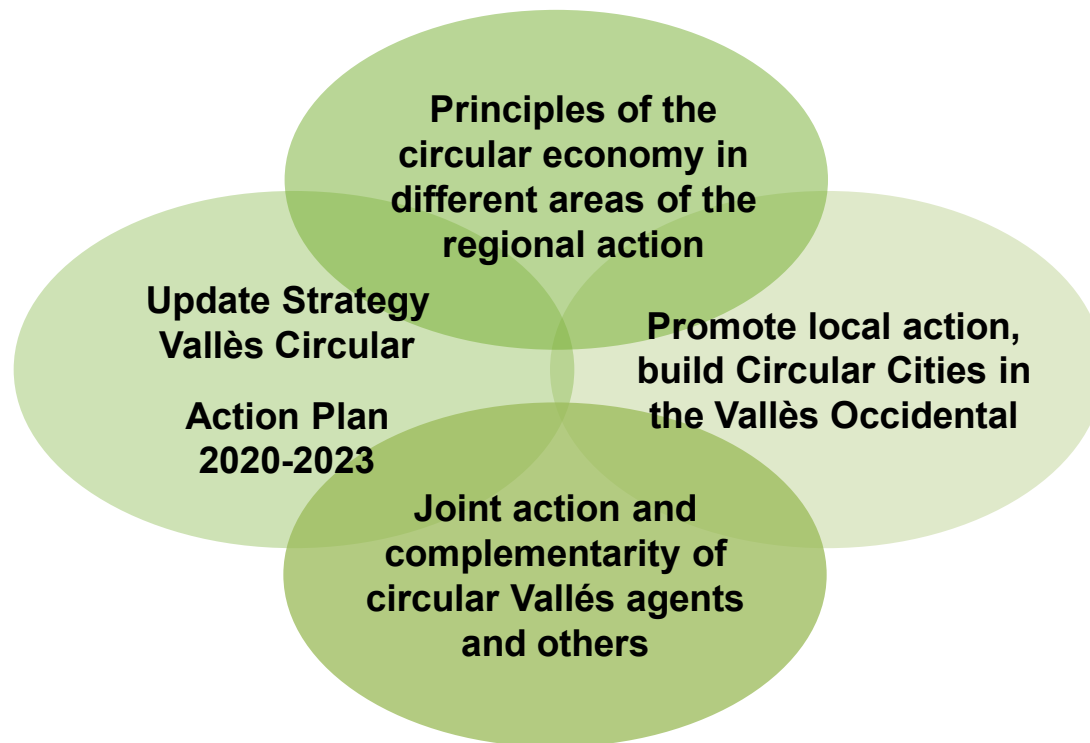 Principles of the
circular economy in
different areas of the
regional action
Update Strategy
Vallès Circular
Action Plan
2020-2023
Promote local action,
build Circular Cities in
the Vallès Occidental
Joint action and
complementarity of
circular Vallés agents
and others